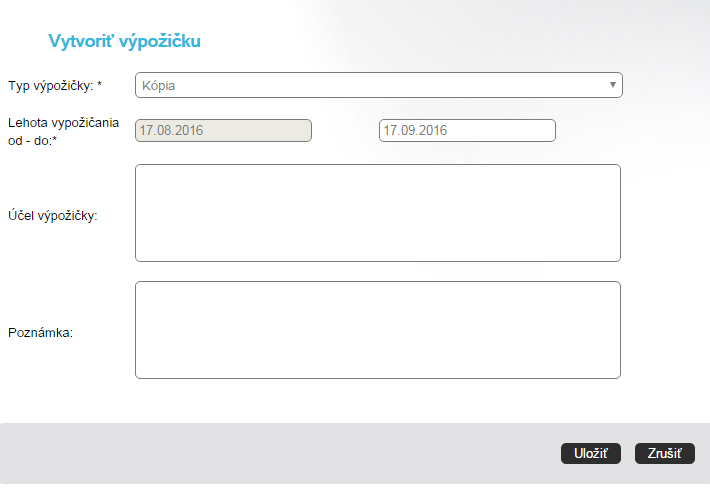 Vytvoriť výpožičku
Typ výpožičky: *
Kópia
Lehota vypožičania
od - do:*
17.08.2016
17.09.2016
Účel výpožičky:
Poznámka:
Uložiť
Zrušiť